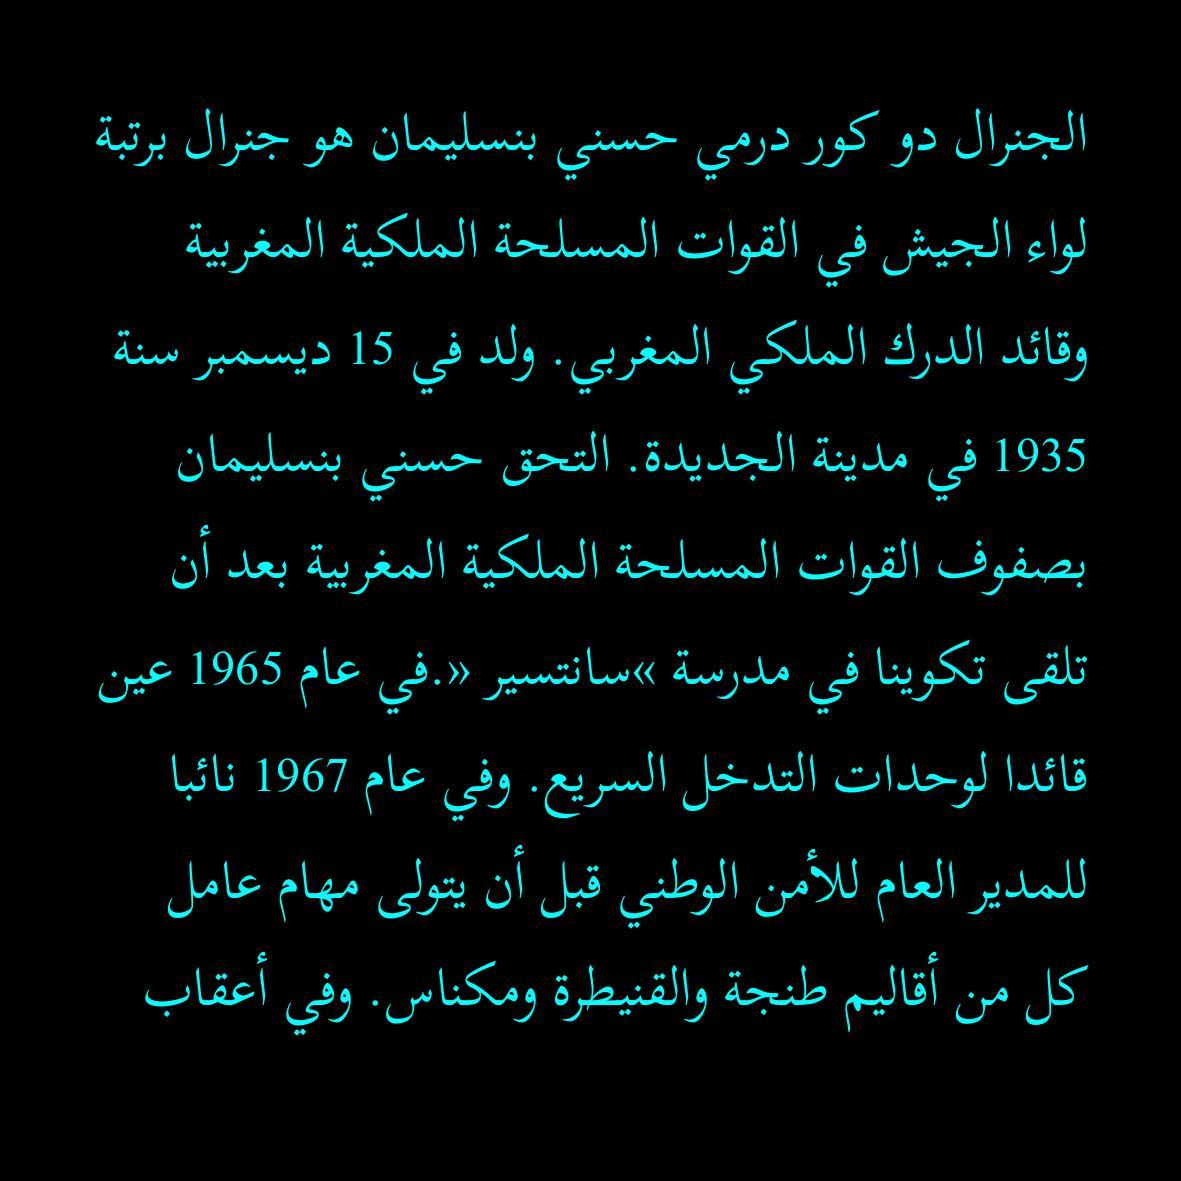 الجنرال دو كور درمي حسني بنسليمان هو جنرال برتبة
لواء الجيش في القوات المسلحة الملكية المغربية
وقائد الدرك الملكي المغربي. ولد في 15 ديسمبر سنة
1935 في مدينة الجديدة. التحق حسني بنسليمان
بصفوف القوات المسلحة الملكية المغربية بعد أن
تلقى تكوينا في مدرسة »سانتسير «.في عام 1965 عين
قائدا لوحدات التدخل السريع. وفي عام 1967 نائبا
للمدير العام للأمن الوطني قبل أن يتولى مهام عامل
كل من أقاليم طنجة والقنيطرة ومكناس. وفي أعقاب